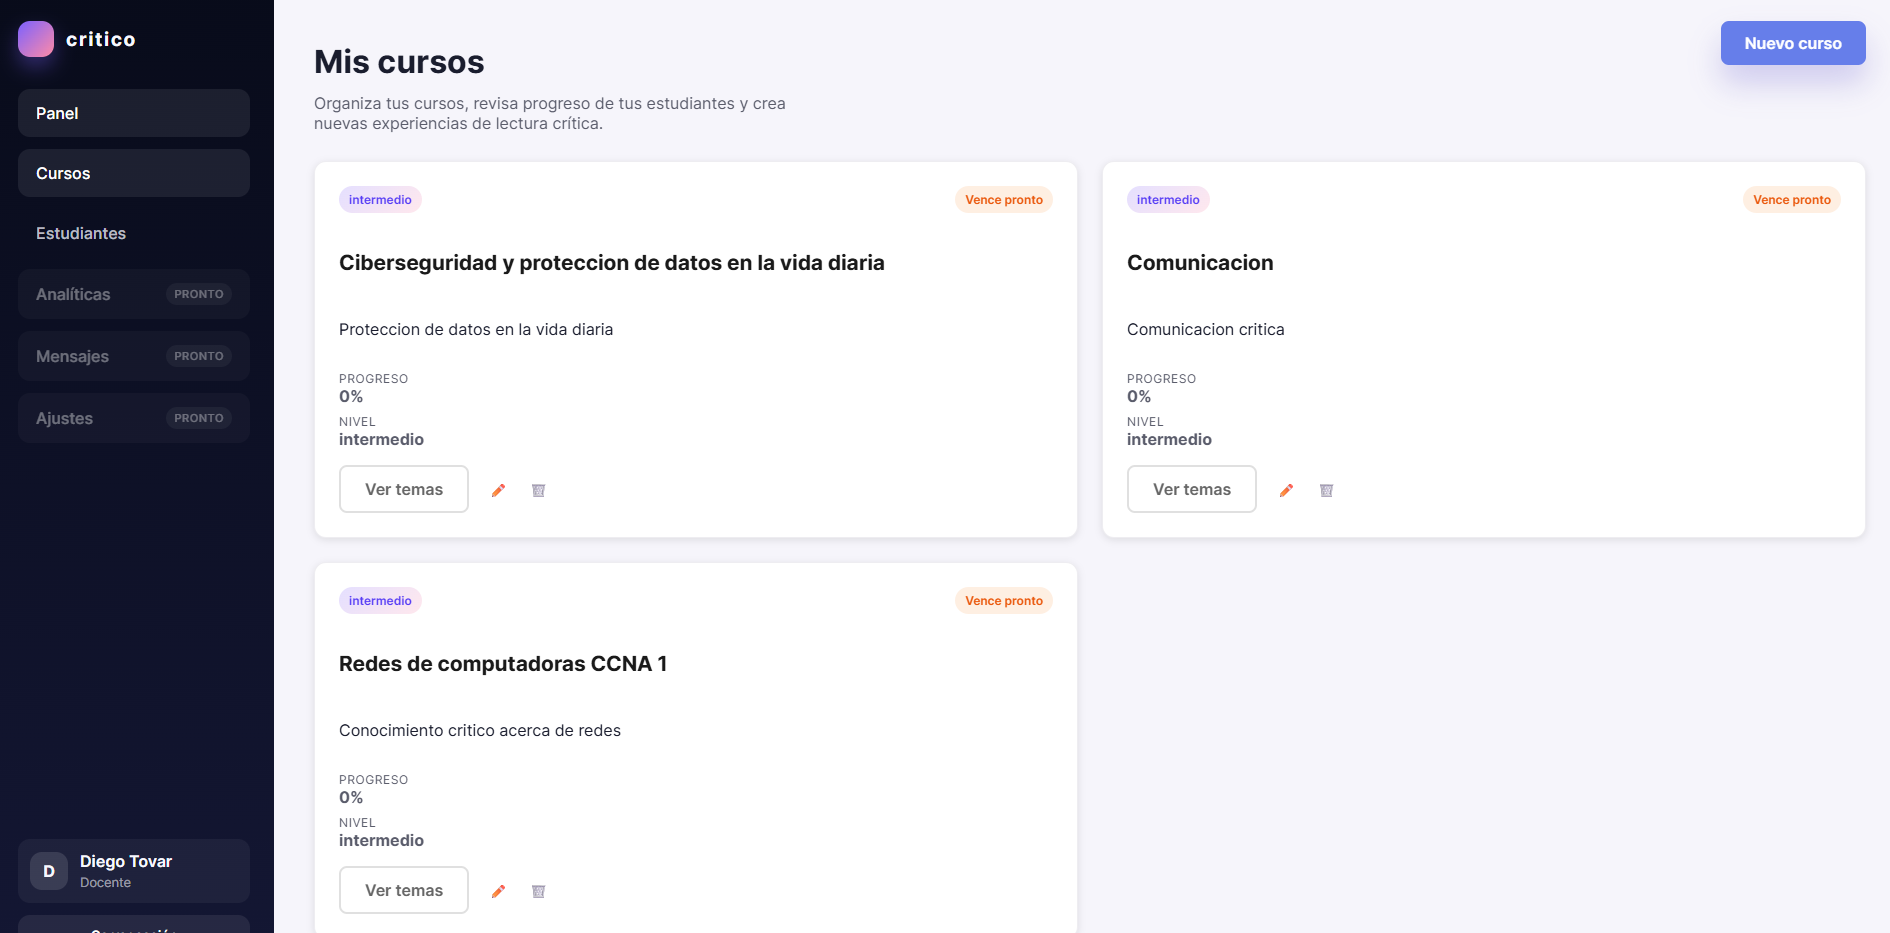 critico
Panel
Cursos
Estudiantes
Analíticas PRONTO
Mensajes PRONTO
Ajustes PRONTO
Diego Tovar
D
Docente
Mis cursos
Nuevo curso
Organiza tus cursos, revisa progreso de tus estudiantes y crea
nuevas experiencias de lectura crítica.
intermedio Vence pronto
Ciberseguridad y proteccion de datos en la vida diaria
Proteccion de datos en la vida diaria
PROGRESO
0%
NIVEL
intermedio
Ver temas
intermedio Vence pronto
Comunicacion
Comunicacion critica
PROGRESO
0%
NIVEL
intermedio
Ver temas
intermedio Vence pronto
Redes de computadoras CCNA 1
Conocimiento critico acerca de redes
PROGRESO
0%
NIVEL
intermedio
Ver temas